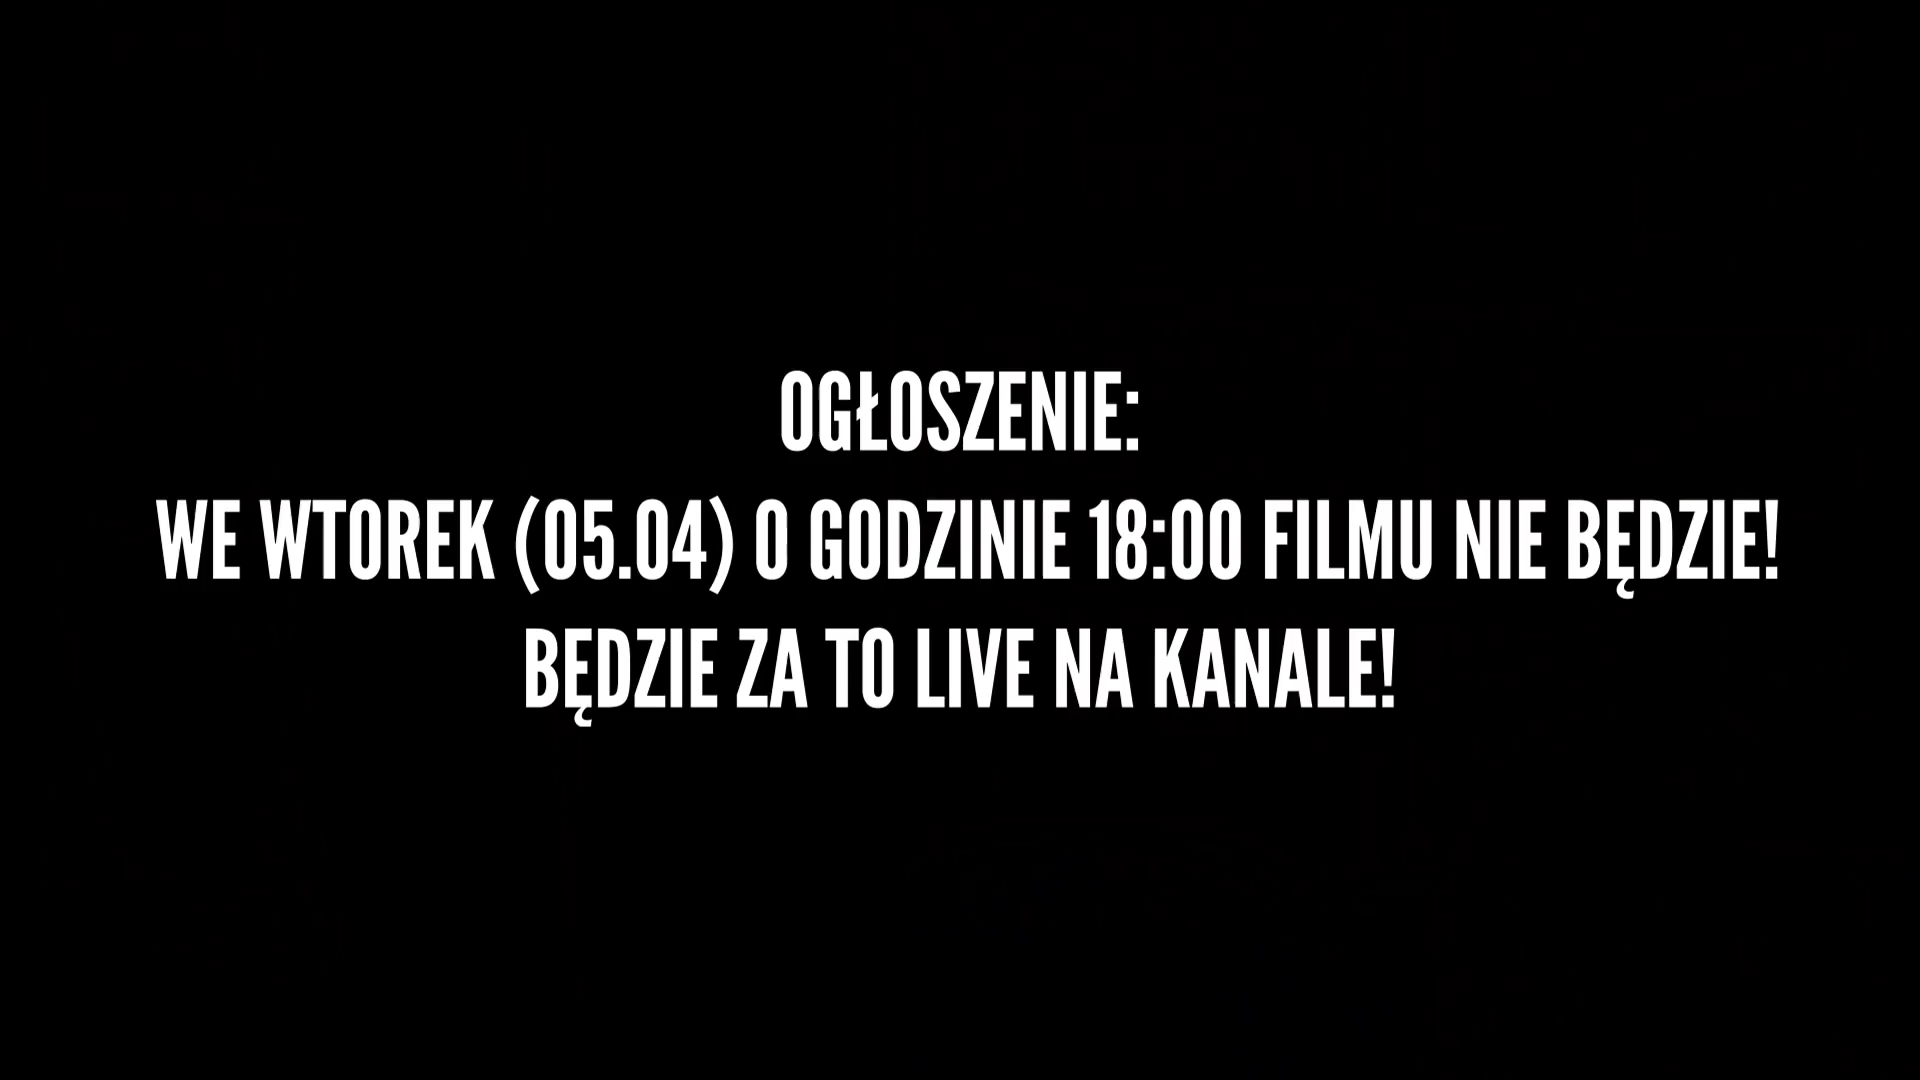 OGŁOSZENIE:
WE WTOREK (05.04) O GODZINIE 18:00 FILMU NIE BĘDZIE!
BĘDZIE ZA TO LIVE NA KANALE!